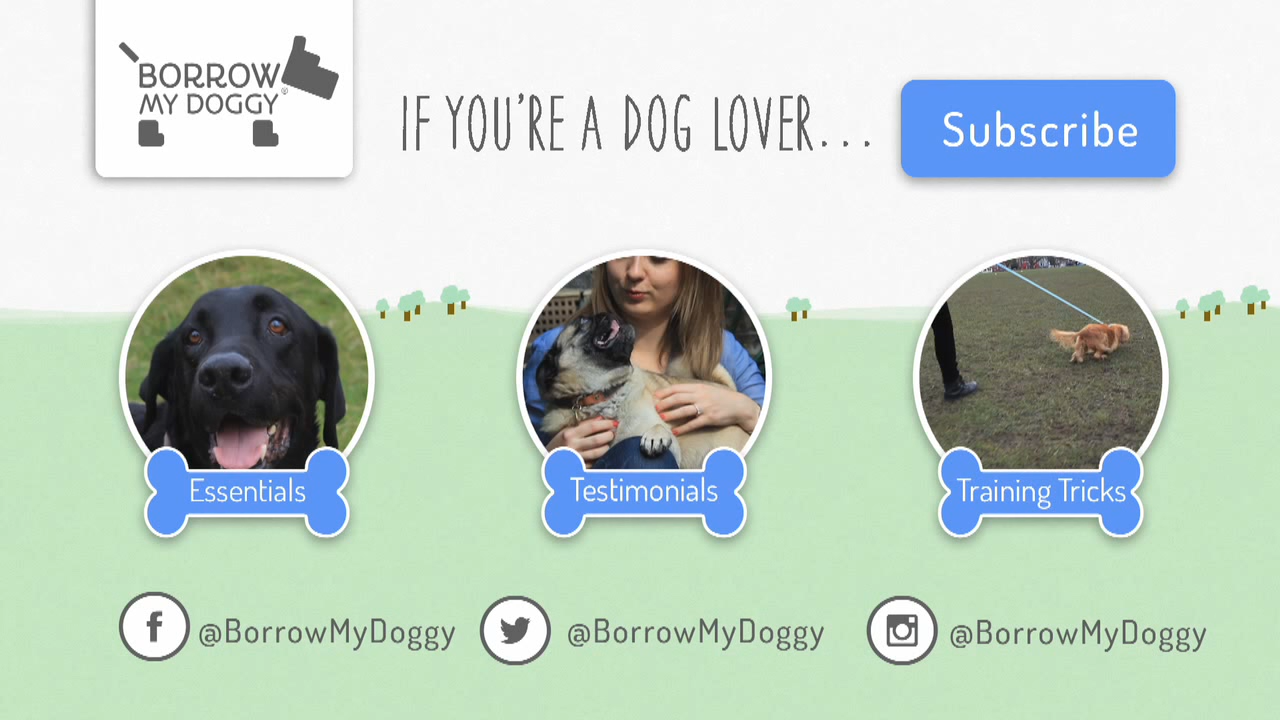 BORROW
MY DOGGY®
IF YOU'RE A DOG LOVER...
Subscribe
Essentials
Testimonials
Training Tricks
@BorrowMyDoggy
@BorrowMyDoggy
@BorrowMyDoggy